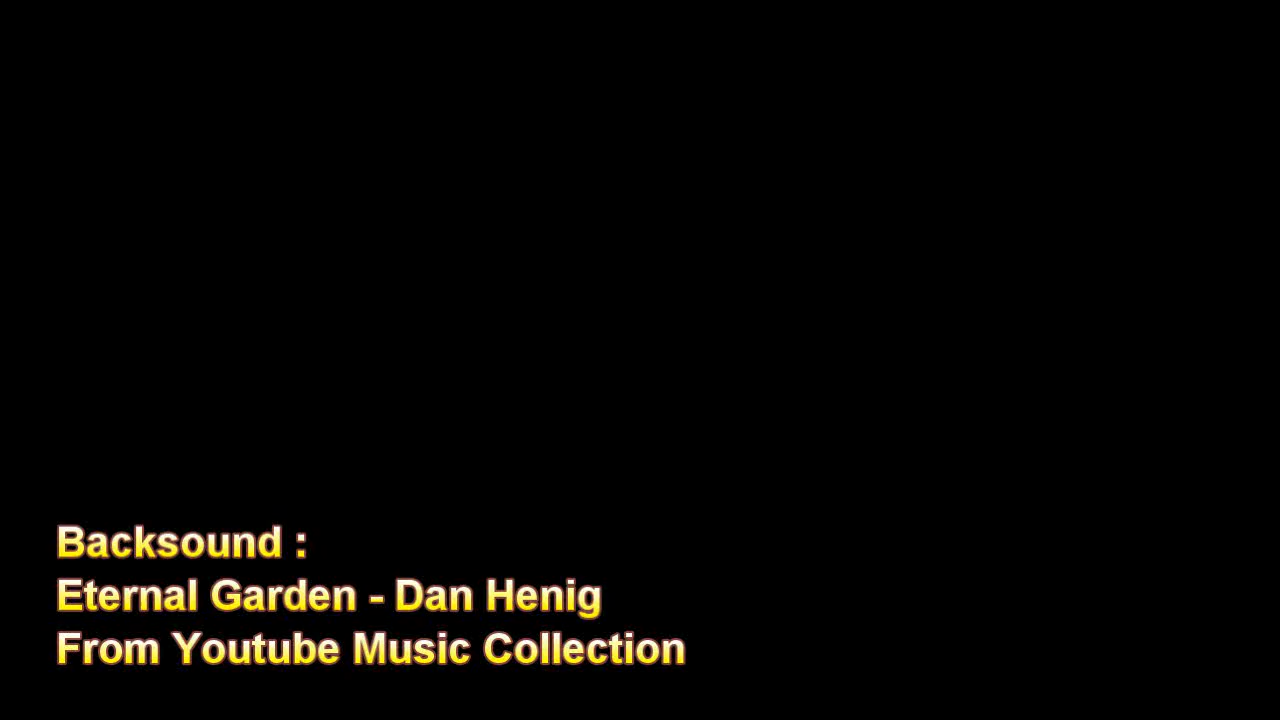 Backsound :
Eternal Garden - Dan Henig
From Youtube Music Collection